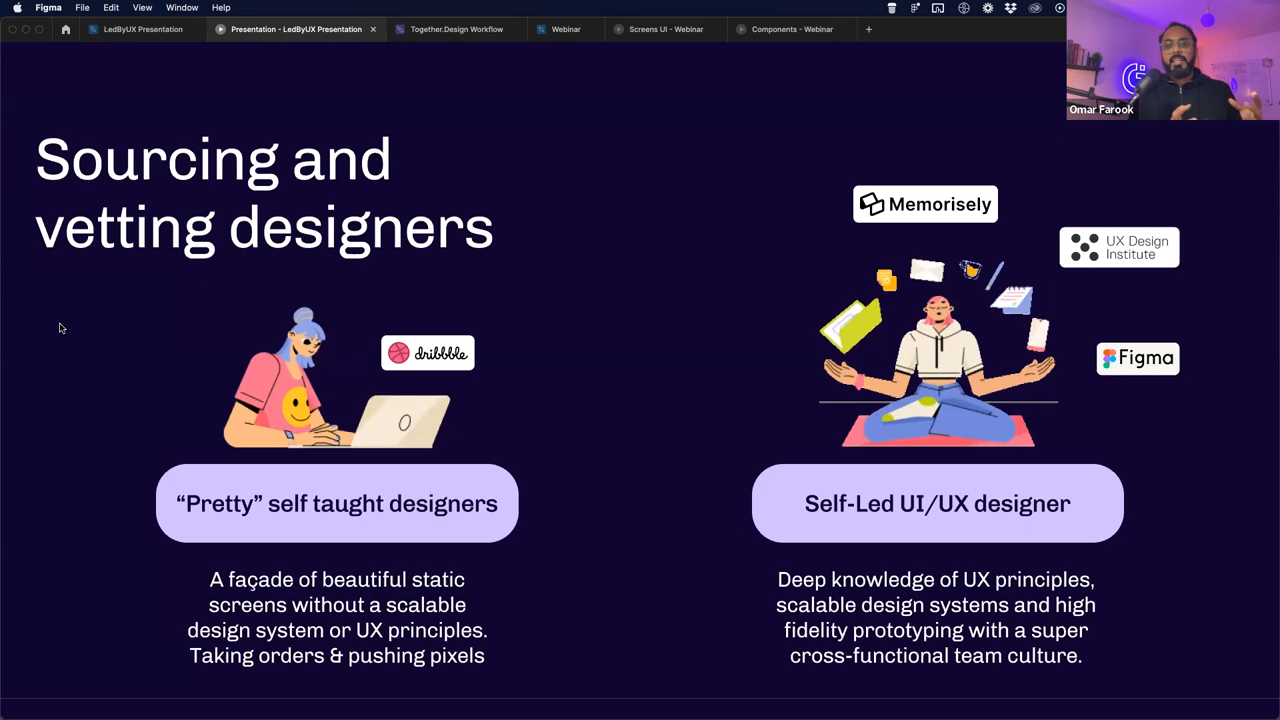 Figma File Edit View Window Help
LedByUX Presentation
Presentation - LedByUX Presentation
Together.Design Workflow
Webinar
Screens UI - Webinar
Components - Webinar
Omar Farook
Sourcing and
vetting designers
Memorisely
UX Design
Institute
dribbble
Figma
“Pretty” self taught designers
Self-Led UI/UX designer
A façade of beautiful static
screens without a scalable
design system or UX principles.
Taking orders & pushing pixels
Deep knowledge of UX principles,
scalable design systems and high
fidelity prototyping with a super
cross-functional team culture.